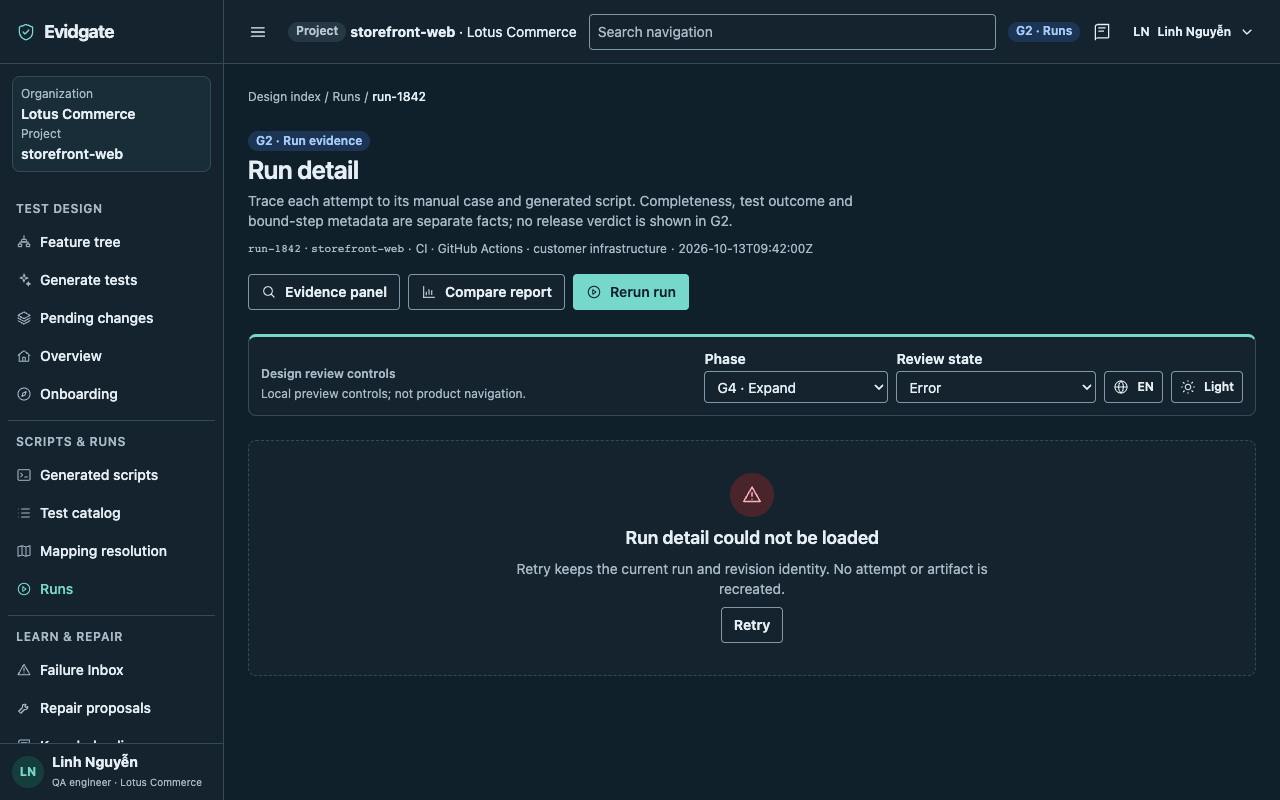 Evidgate
Project storefront-web · Lotus Commerce
Search navigation
G2 · Runs
LN Linh Nguyễn
Organization
Lotus Commerce
Project
storefront-web
TEST DESIGN
Feature tree
Generate tests
Pending changes
Overview
Onboarding
SCRIPTS & RUNS
Generated scripts
Test catalog
Mapping resolution
Runs
LEARN & REPAIR
Failure Inbox
Repair proposals
LN
Linh Nguyễn
QA engineer · Lotus Commerce
Design index / Runs / run-1842
G2 · Run evidence
Run detail
Trace each attempt to its manual case and generated script. Completeness, test outcome and
bound-step metadata are separate facts; no release verdict is shown in G2.
run-1842 · storefront-web · CI · GitHub Actions · customer infrastructure · 2026-10-13T09:42:00Z
Evidence panel
Compare report
Rerun run
Design review controls
Local preview controls; not product navigation.
Phase
G4 · Expand
Review state
Error
EN
Light
Run detail could not be loaded
Retry keeps the current run and revision identity. No attempt or artifact is
recreated.
Retry